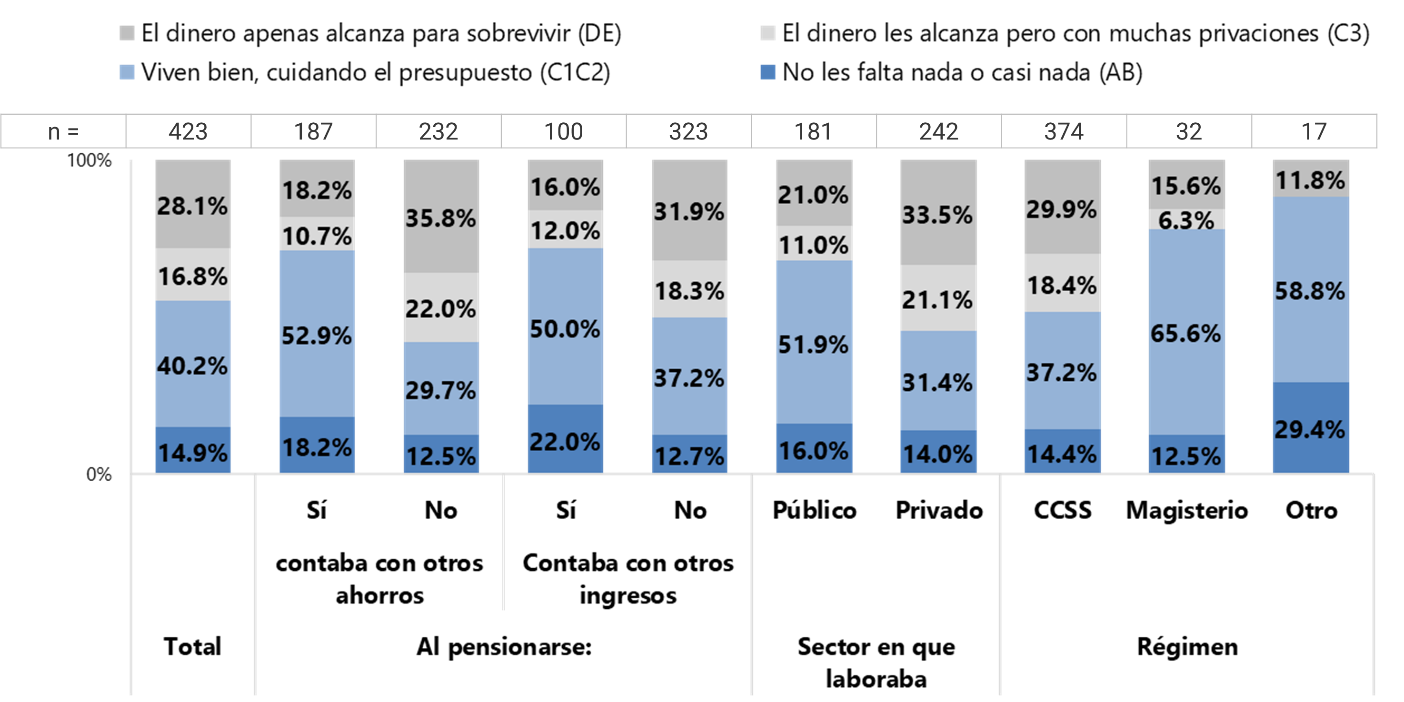 El dinero apenas alcanza para sobrevivir (DE) El dinero les alcanza pero con muchas privaciones (C3)
Viven bien, cuidando el presupuesto (C1C2) No les falta nada o casi nada (AB)
n = 423 187 232 100 323 181 242 374 32 17
100%
28.1% 18.2% 35.8% 16.0% 31.9% 21.0% 33.5% 29.9% 15.6% 11.8%
16.8% 10.7% 22.0% 12.0% 18.3% 11.0% 21.1% 18.4% 6.3%
40.2% 52.9% 29.7% 50.0% 37.2% 51.9% 31.4% 37.2% 65.6% 58.8%
14.9% 18.2% 12.5% 22.0% 12.7% 16.0% 14.0% 14.4% 12.5% 29.4%
0%
Sí No Sí No Público Privado CCSS Magisterio Otro
contaba con otros Contaba con otros
ahorros ingresos
Total Al pensionarse: Sector en que Régimen
laboraba